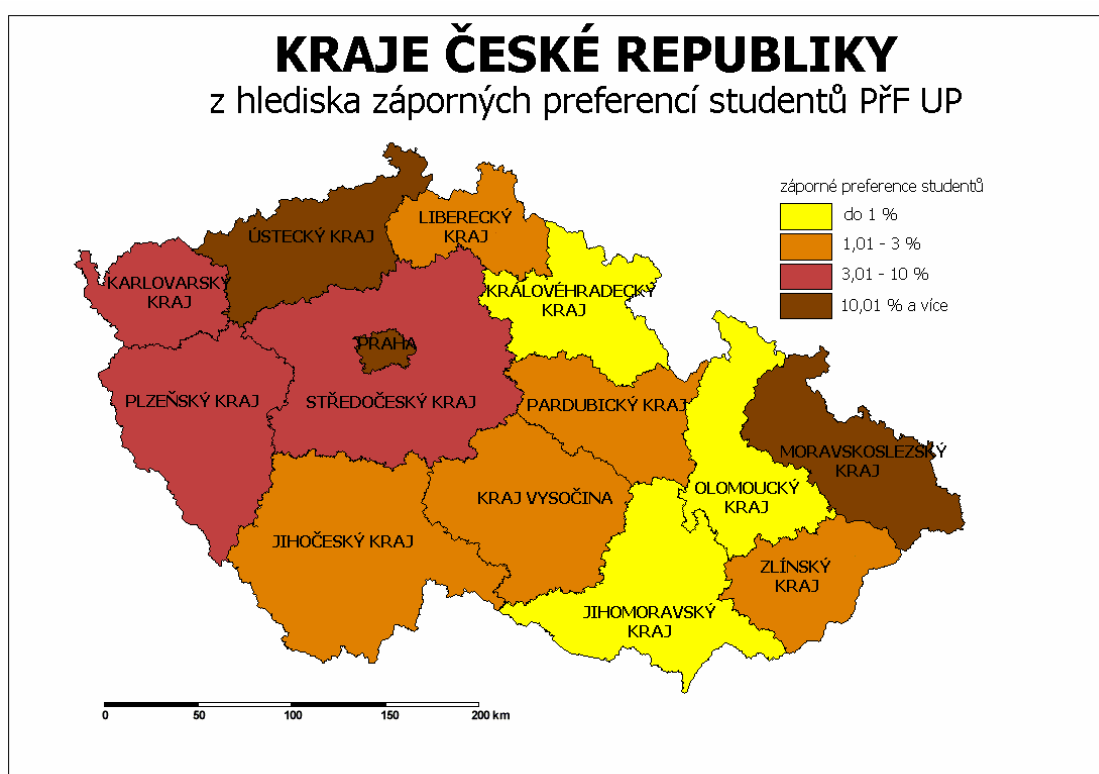 KRAJE ČESKÉ REPUBLIKY
z hlediska záporných preferencí studentů PřF UP
záporné preference studentů
do 1 %
1,01 - 3 %
3,01 - 10 %
10,01 % a více
LIBERECKÝ
KRAJ
ÚSTECKÝ KRAJ
KARLOVARSKÝ
KRAJ
KRÁLOVÉHRADECKÝ
KRAJ
PRAHA
PLZEŇSKÝ KRAJ
STŘEDOČESKÝ KRAJ
PARDUBICKÝ KRAJ
MORAVSKOSLEZSKÝ
KRAJ
OLOMOUCKÝ
KRAJ
KRAJ VYSOČINA
JIHOČESKÝ KRAJ
ZLÍNSKÝ
KRAJ
JIHOMORAVSKÝ
KRAJ
0 50 100 150 200 km